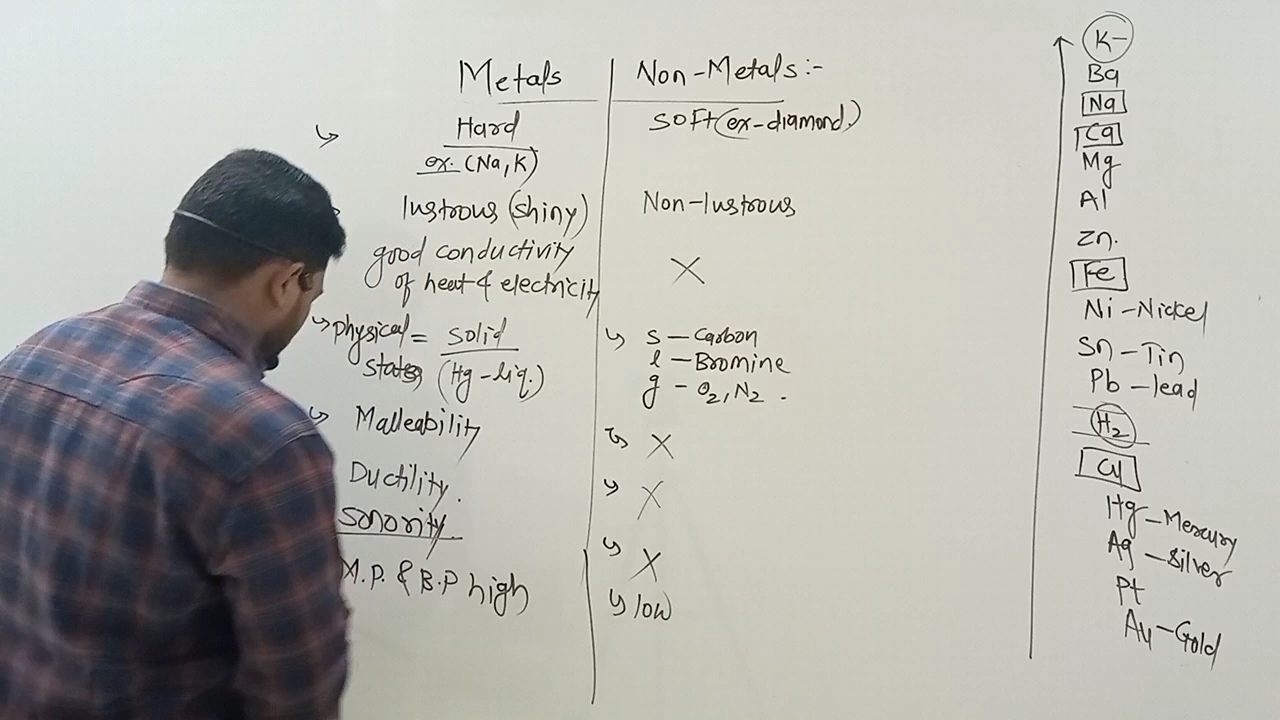 Metals
Hard
ex. (Na, K)
lustrous (shiny)
good conductivity
of heat & electricity
physical = solid
states (Hg-liq.)
Malleability
Ductility.
Sonority
M.P. & B.P high
Non-Metals:-
Soft (ex-diamond.)
Non-lustrous
X
s - Carbon
l - Bromine
g - O2, N2 .
X
X
X
low
K-
Ba
Na
Ca
Mg
Al
Zn.
Fe
Ni - Nickel
Sn - Tin
Pb - lead
H2
Cu
Hg - Mercury
Ag - Silver
Pt
Au - Gold